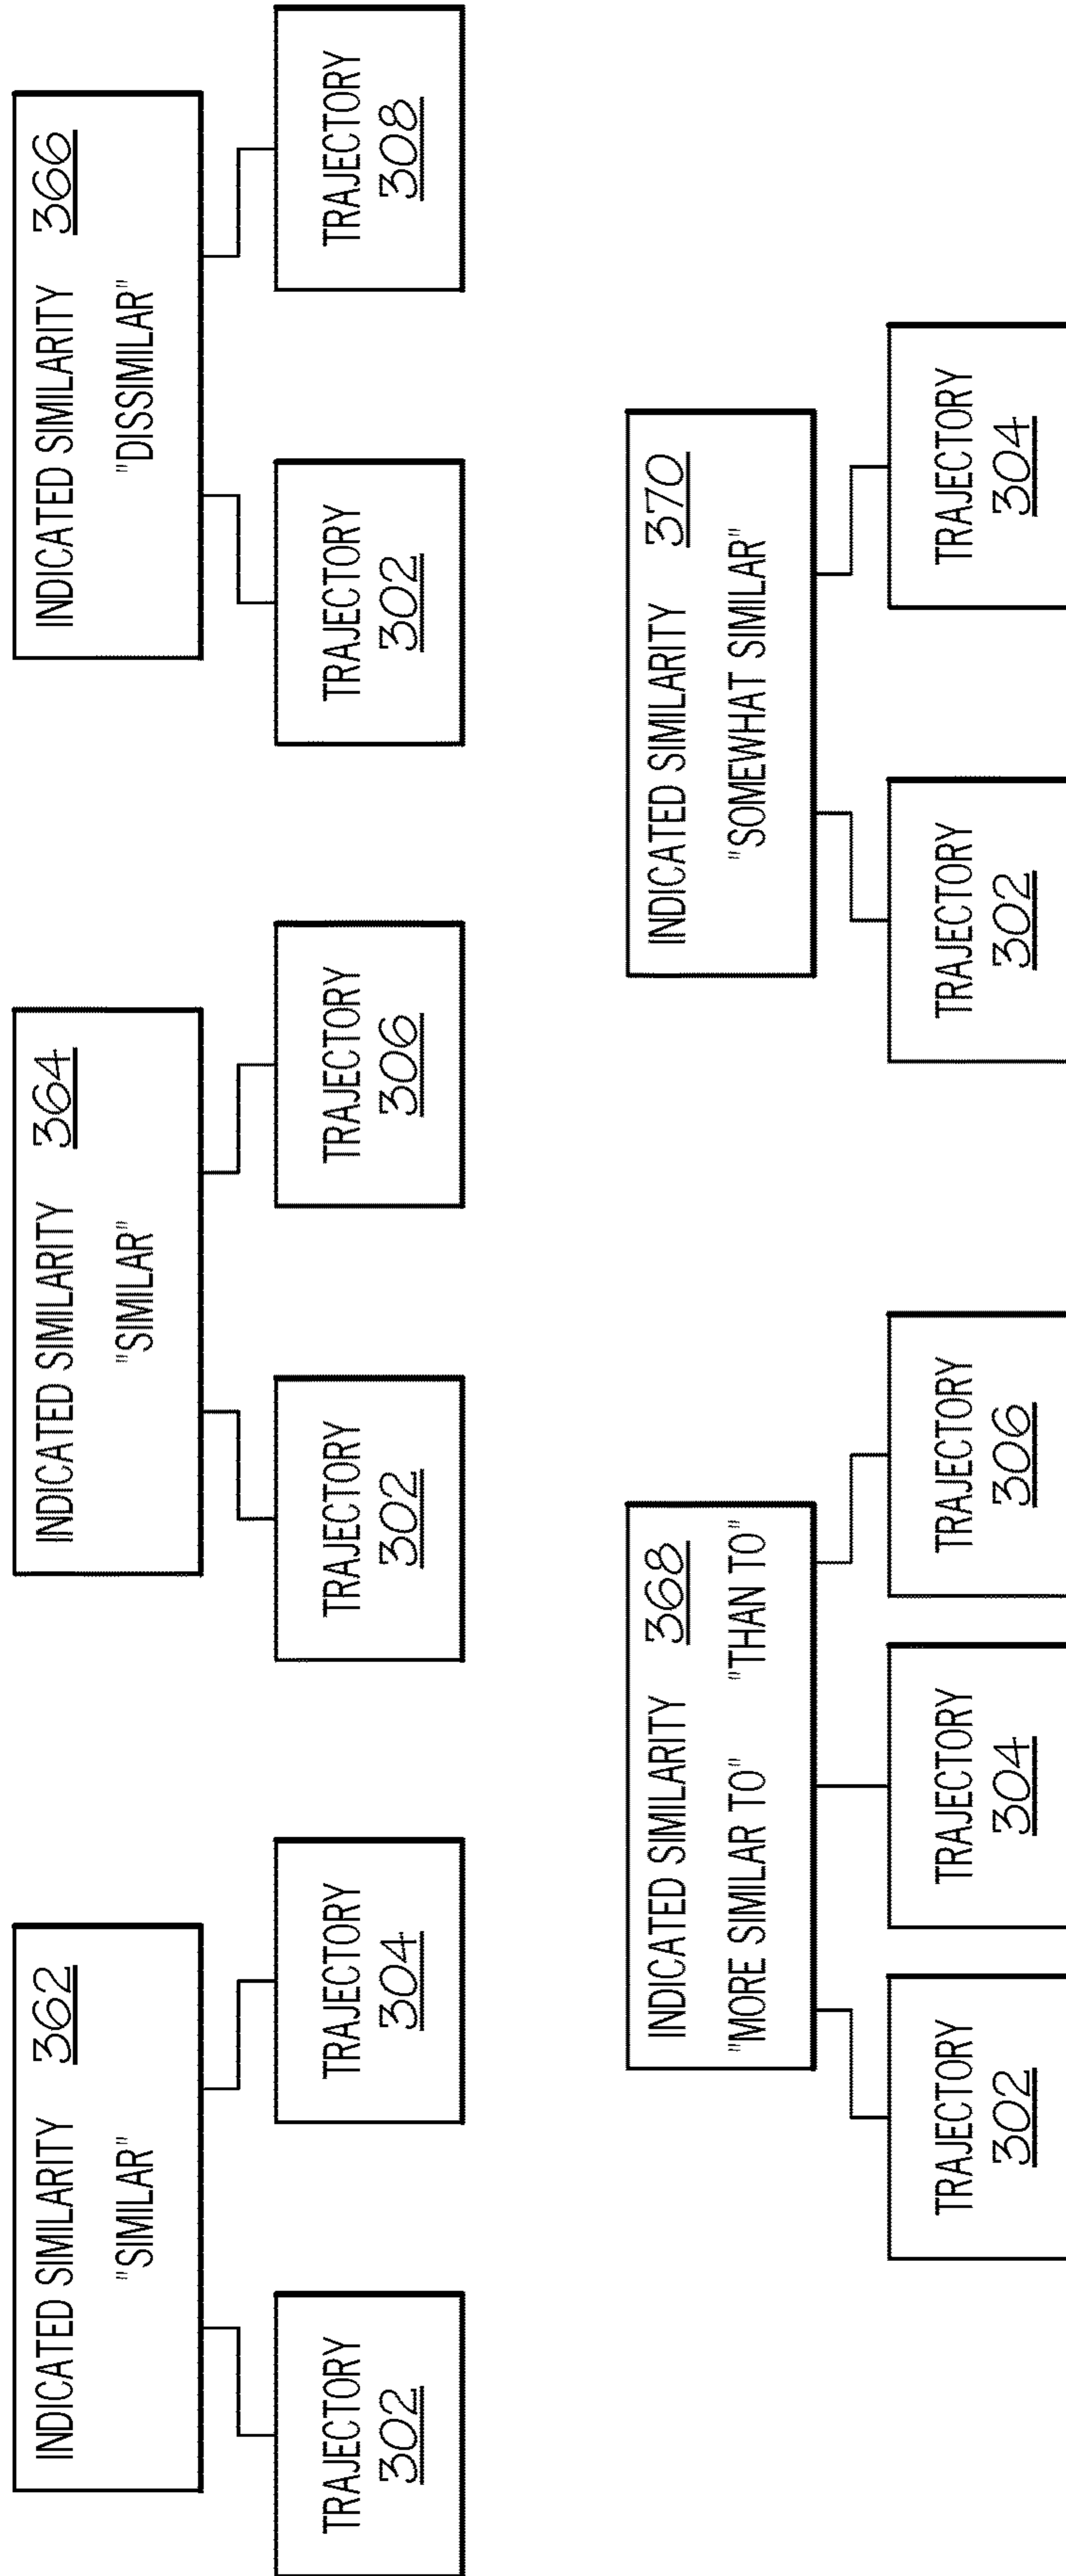 INDICATED SIMILARITY 362
"SIMILAR"
TRAJECTORY
302
TRAJECTORY
304
INDICATED SIMILARITY 364
"SIMILAR"
TRAJECTORY
302
TRAJECTORY
306
INDICATED SIMILARITY 366
"DISSIMILAR"
TRAJECTORY
302
TRAJECTORY
308
INDICATED SIMILARITY 368
"MORE SIMILAR TO" "THAN TO"
TRAJECTORY
302
TRAJECTORY
304
TRAJECTORY
306
INDICATED SIMILARITY 370
"SOMEWHAT SIMILAR"
TRAJECTORY
302
TRAJECTORY
304